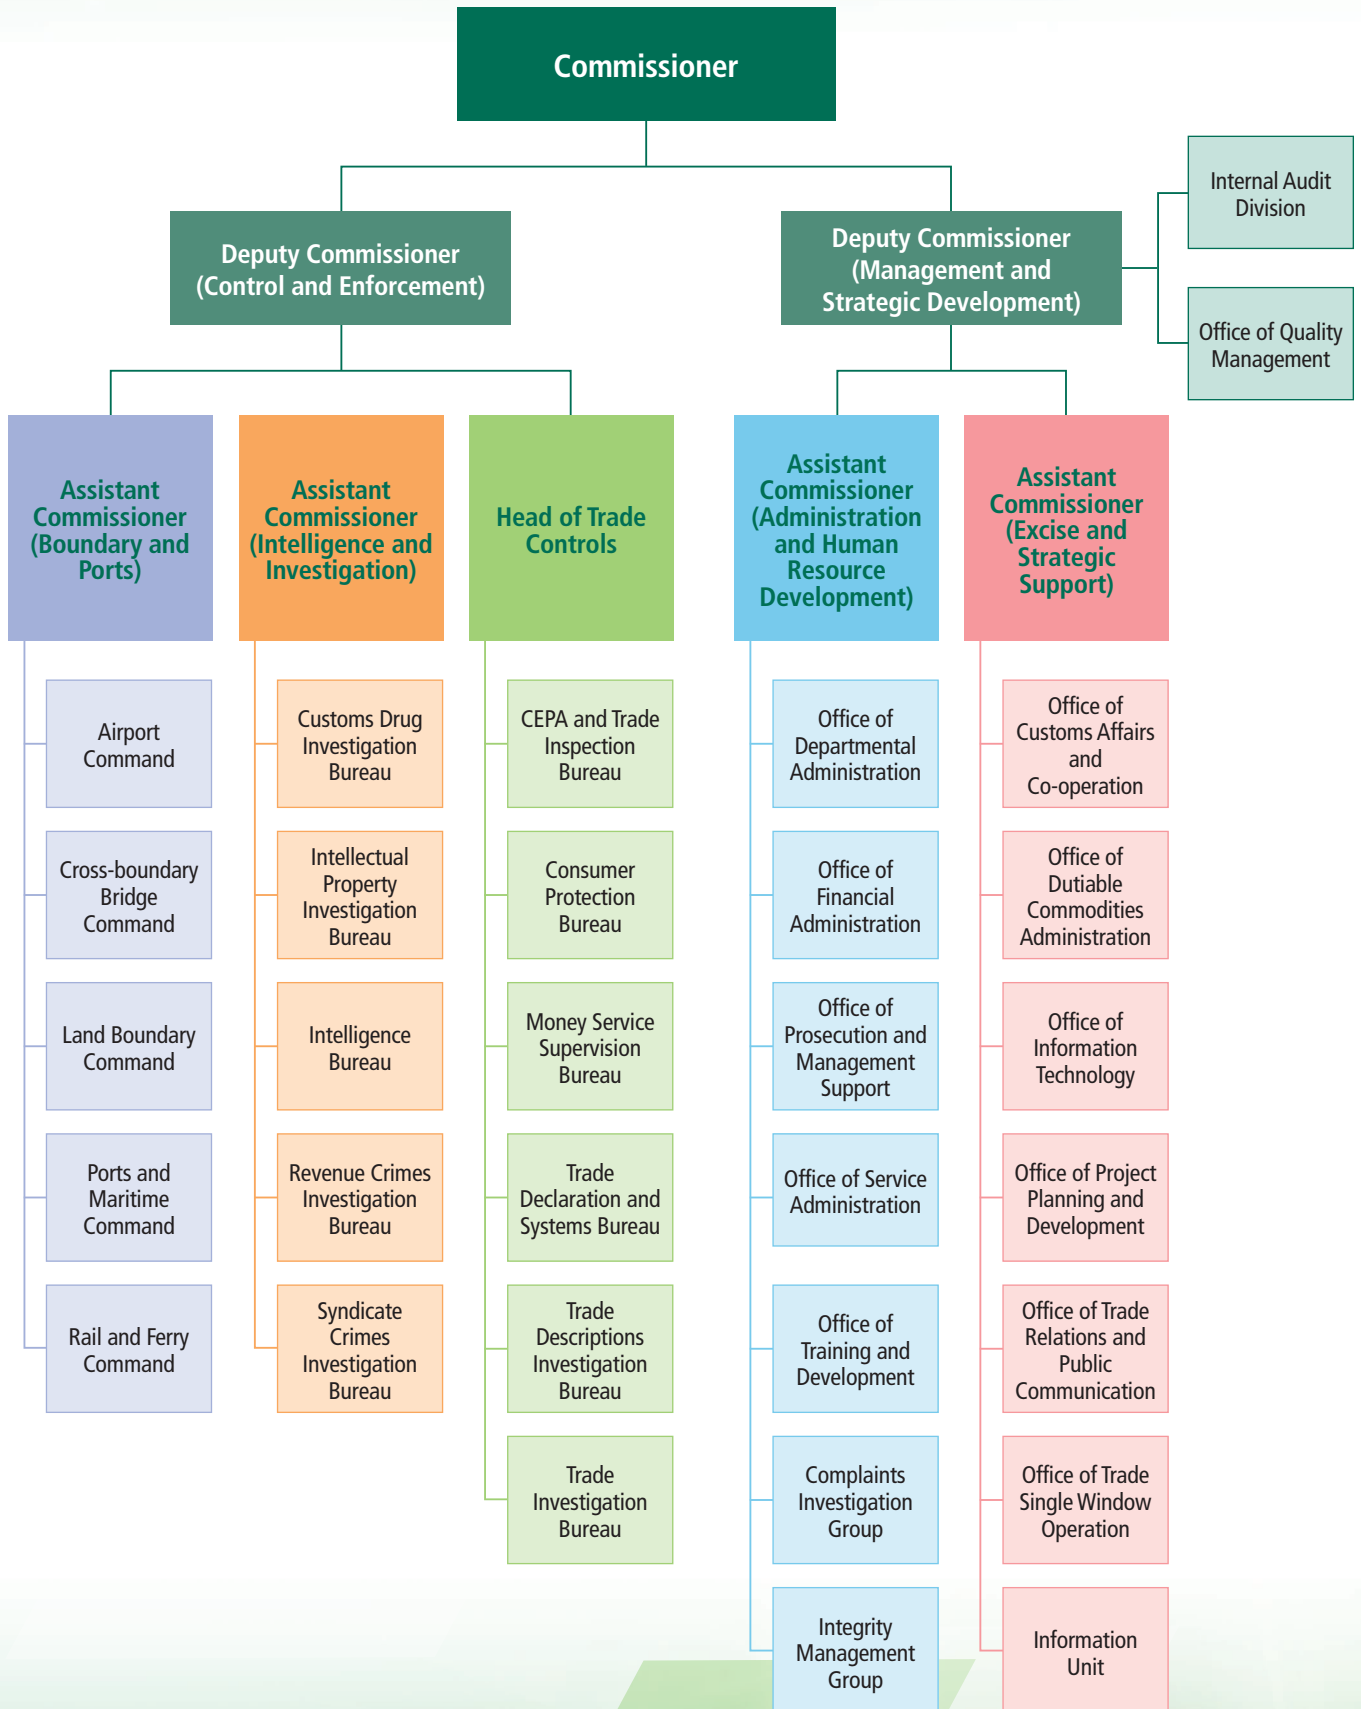 Commissioner
Deputy Commissioner
(Control and Enforcement)
Deputy Commissioner
(Management and
Strategic Development)
Internal Audit
Division
Office of Quality
Management
Assistant
Commissioner
(Boundary and
Ports)
Airport
Command
Cross-boundary
Bridge
Command
Land Boundary
Command
Ports and
Maritime
Command
Rail and Ferry
Command
Assistant
Commissioner
(Intelligence and
Investigation)
Customs Drug
Investigation
Bureau
Intellectual
Property
Investigation
Bureau
Intelligence
Bureau
Revenue Crimes
Investigation
Bureau
Syndicate
Crimes
Investigation
Bureau
Head of Trade
Controls
CEPA and Trade
Inspection
Bureau
Consumer
Protection
Bureau
Money Service
Supervision
Bureau
Trade
Declaration and
Systems Bureau
Trade
Descriptions
Investigation
Bureau
Trade
Investigation
Bureau
Assistant
Commissioner
(Administration
and Human
Resource
Development)
Office of
Departmental
Administration
Office of
Financial
Administration
Office of
Prosecution and
Management
Support
Office of Service
Administration
Office of
Training and
Development
Complaints
Investigation
Group
Integrity
Management
Group
Assistant
Commissioner
(Excise and
Strategic
Support)
Office of
Customs Affairs
and
Co-operation
Office of
Dutiable
Commodities
Administration
Office of
Information
Technology
Office of Project
Planning and
Development
Office of Trade
Relations and
Public
Communication
Office of Trade
Single Window
Operation
Information
Unit